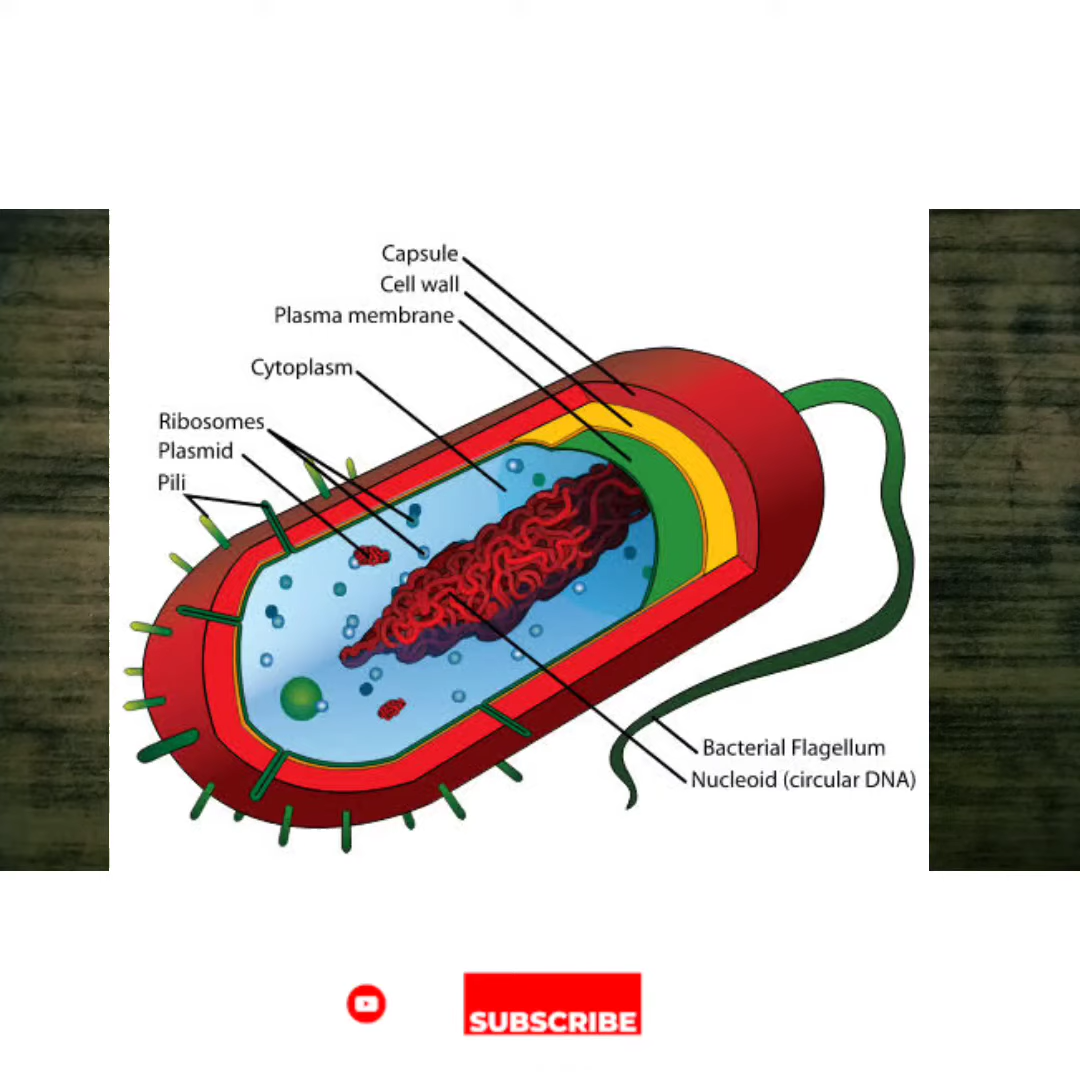 Capsule
Cell wall
Plasma membrane
Cytoplasm
Ribosomes
Plasmid
Pili
Bacterial Flagellum
Nucleoid (circular DNA)
SUBSCRIBE